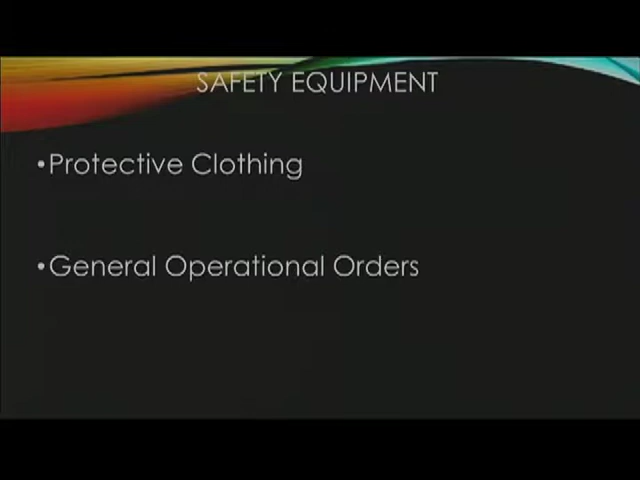 SAFETY EQUIPMENT
•Protective Clothing
•General Operational Orders